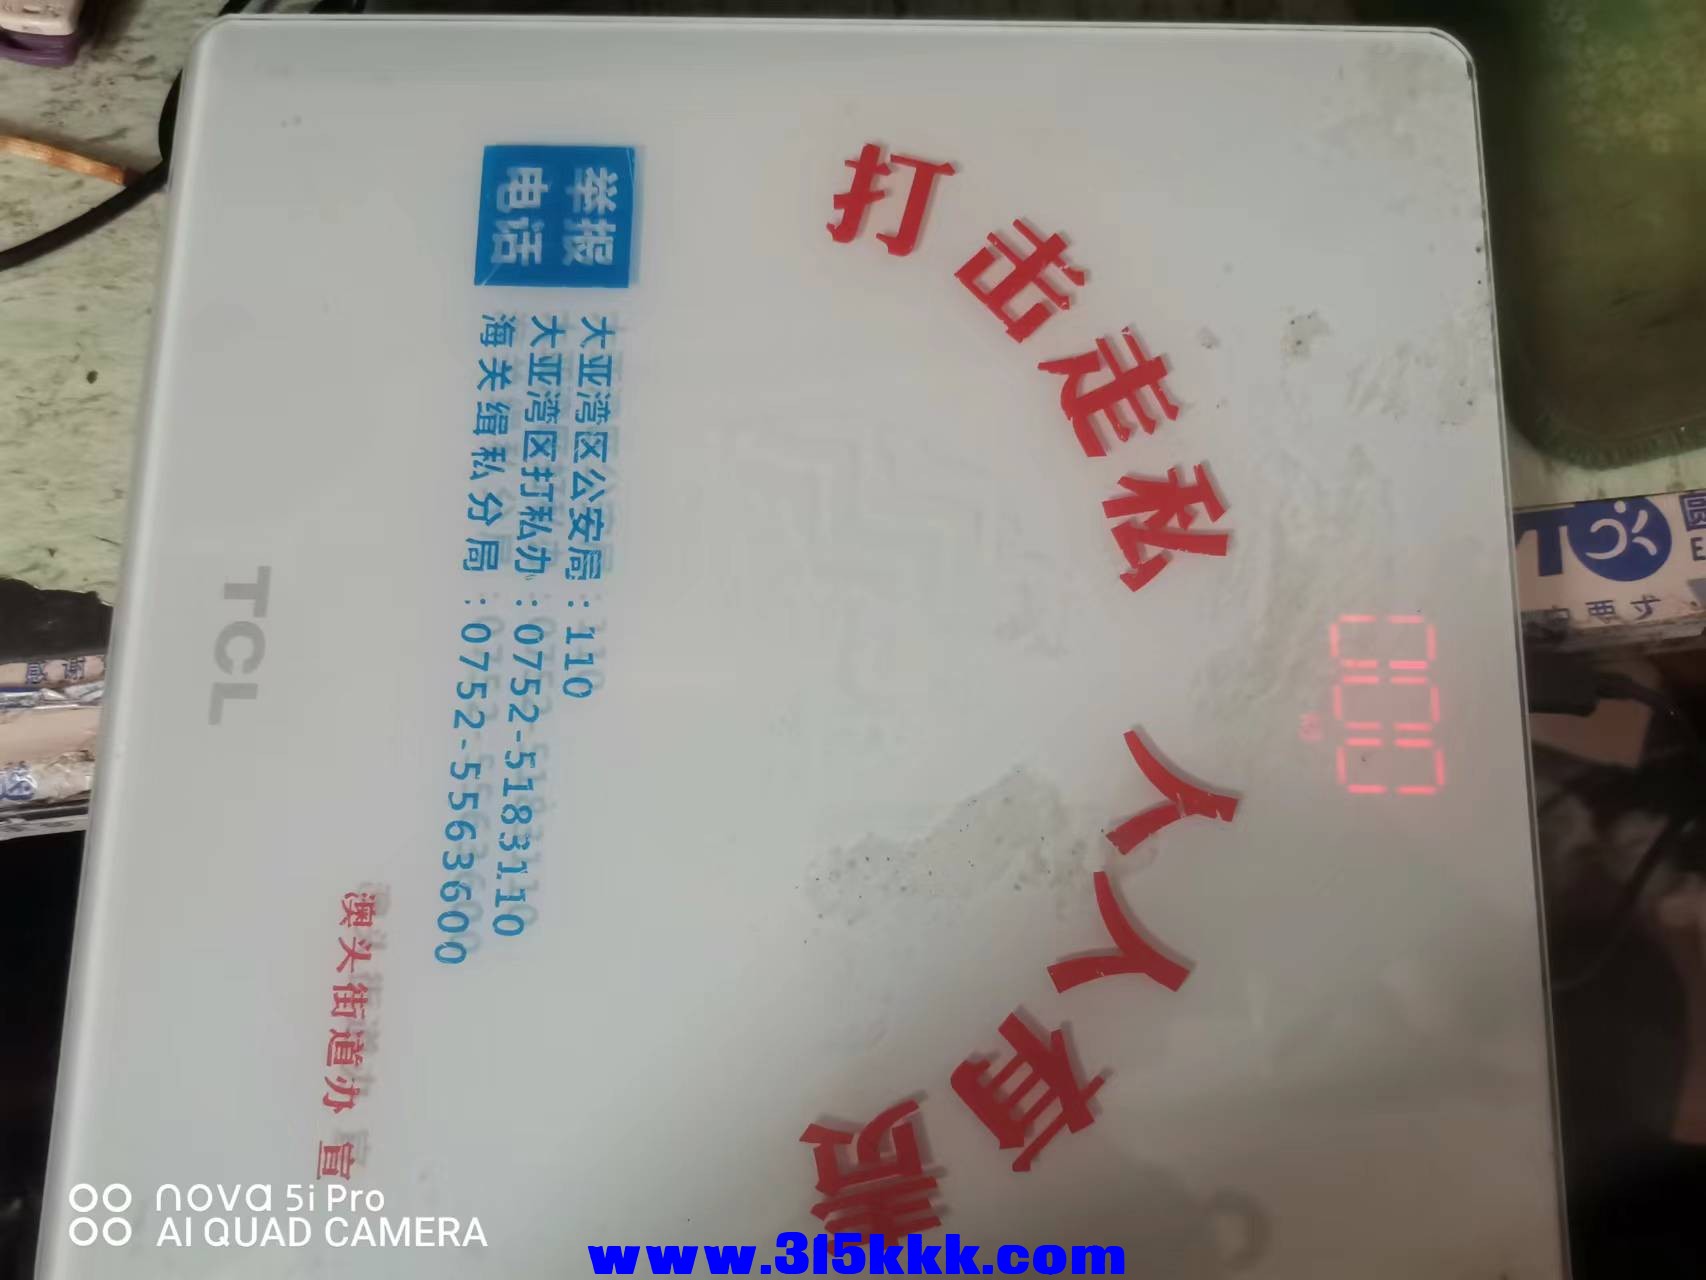 打击走私 人人有责
举报
电话
大亚湾区公安局：110
大亚湾区打私办：0752-5183110
海关缉私分局：0752-5563600
澳头街道办 宣
TCL
000
kg
nova 5i Pro
AI QUAD CAMERA
www.315kkk.com